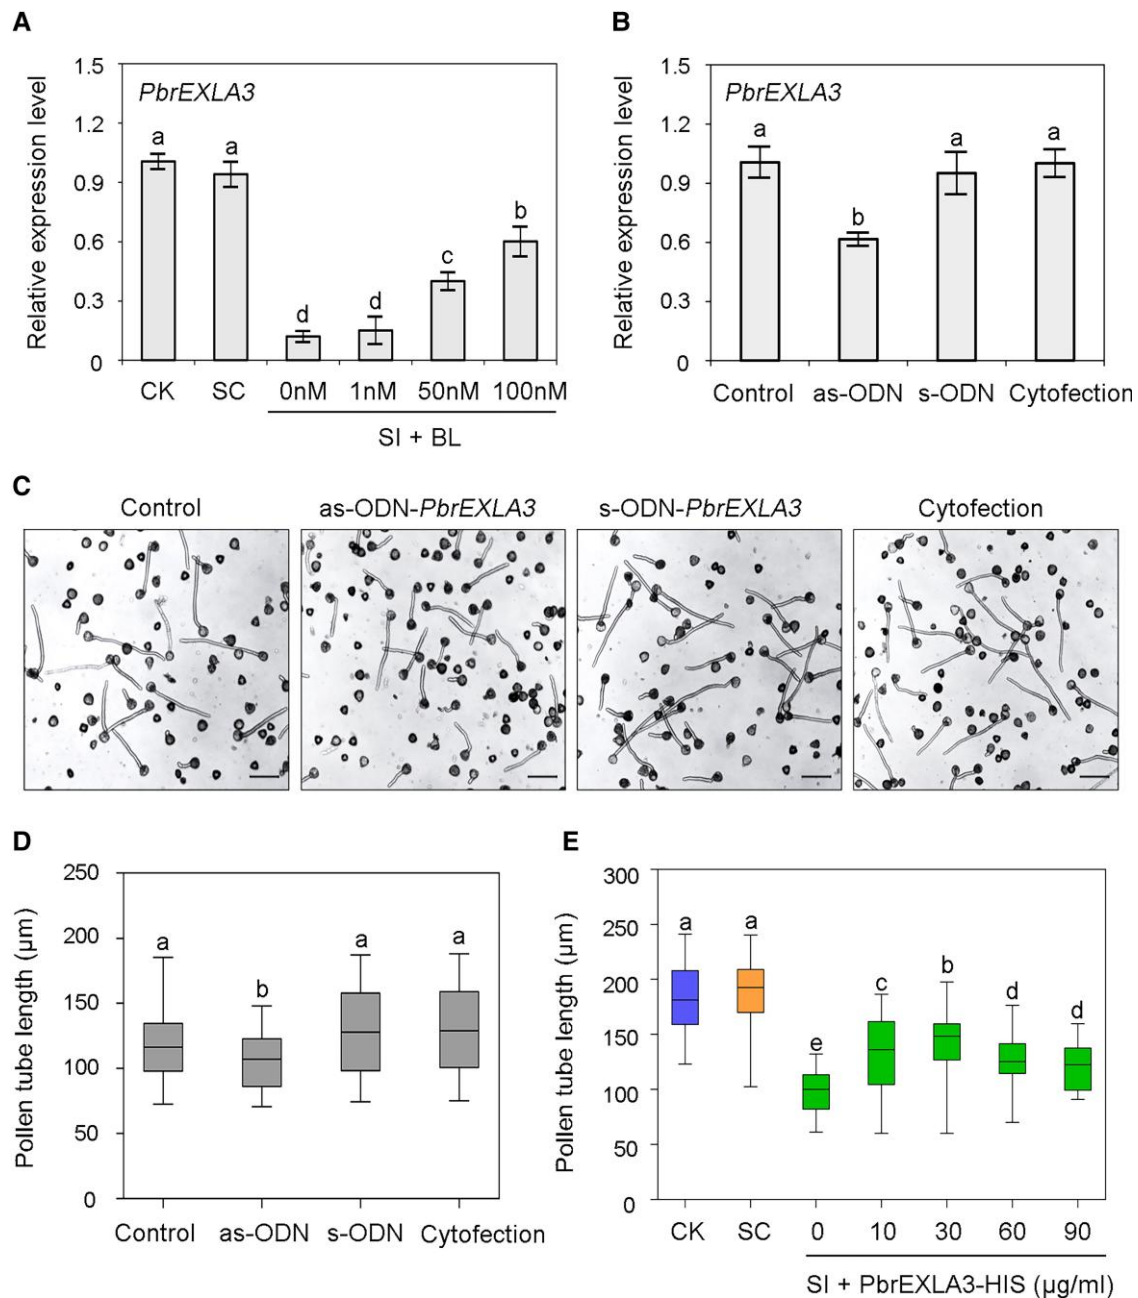 A
PbrEXLA3
Relative expression level
1.5
1.2
0.9
0.6
0.3
0
a
a
d
d
c
b
CK SC 0nM 1nM 50nM 100nM
SI + BL
B
PbrEXLA3
Relative expression level
1.5
1.2
0.9
0.6
0.3
0
a
b
a
a
Control as-ODN s-ODN Cytofection
C
Control as-ODN-PbrEXLA3 s-ODN-PbrEXLA3 Cytofection
D
Pollen tube length (µm)
250
200
150
100
50
0
a
b
a
a
Control as-ODN s-ODN Cytofection
E
Pollen tube length (µm)
300
250
200
150
100
50
0
a
a
e
c
b
d
d
CK SC 0 10 30 60 90
SI + PbrEXLA3-HIS (µg/ml)